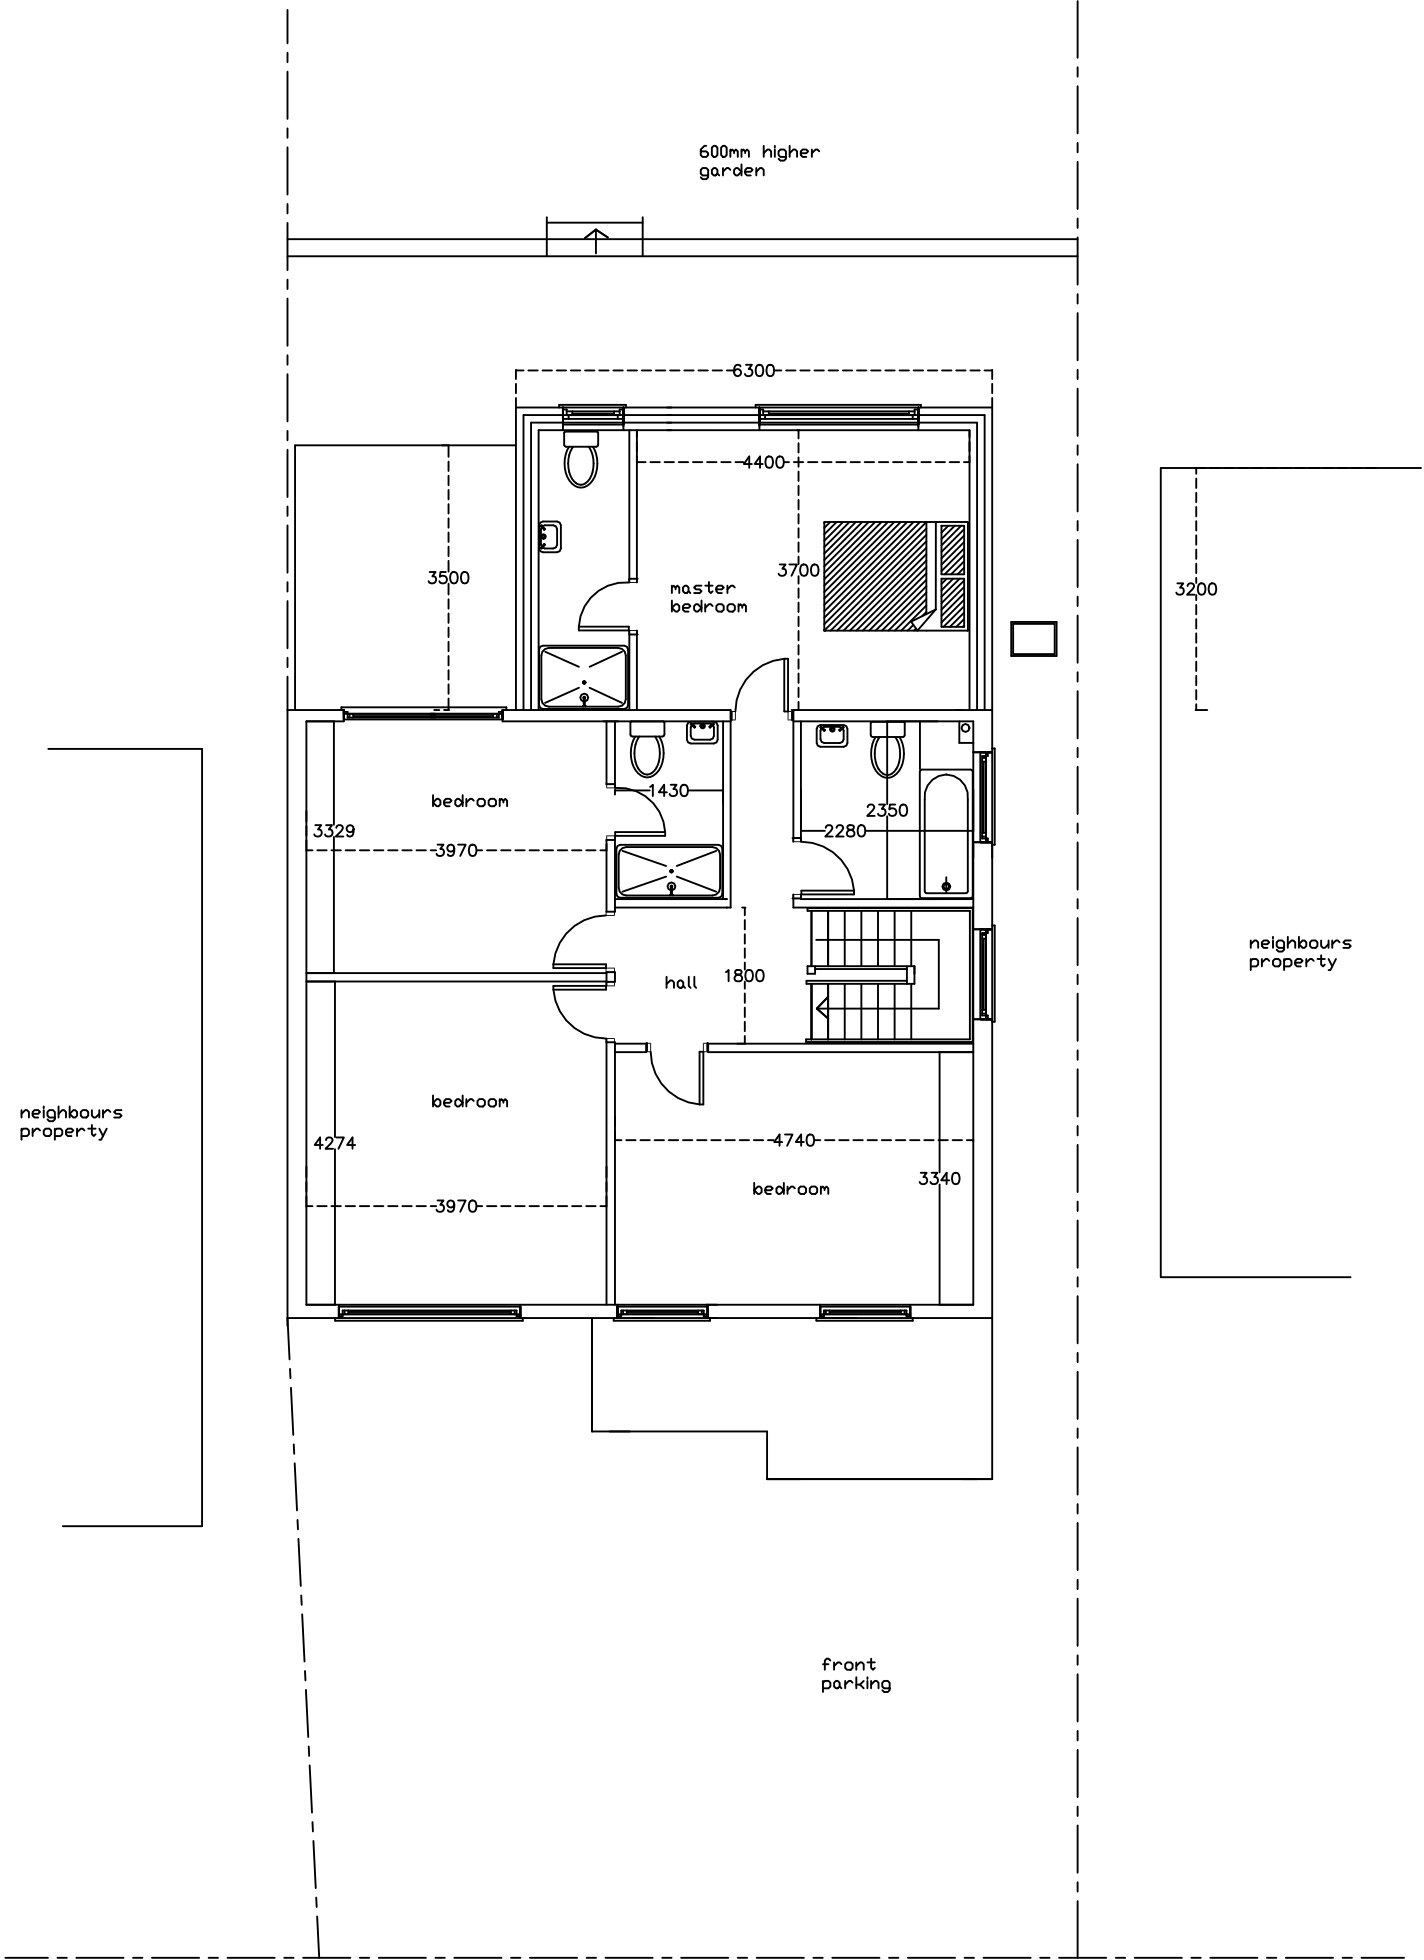 600mm higher
garden
6300
4400
3500
3700
master
bedroom
3200
1430
bedroom
2350
3329
2280
3970
neighbours
property
1800
hall
bedroom
neighbours
property
4274
4740
3340
bedroom
3970
front
parking